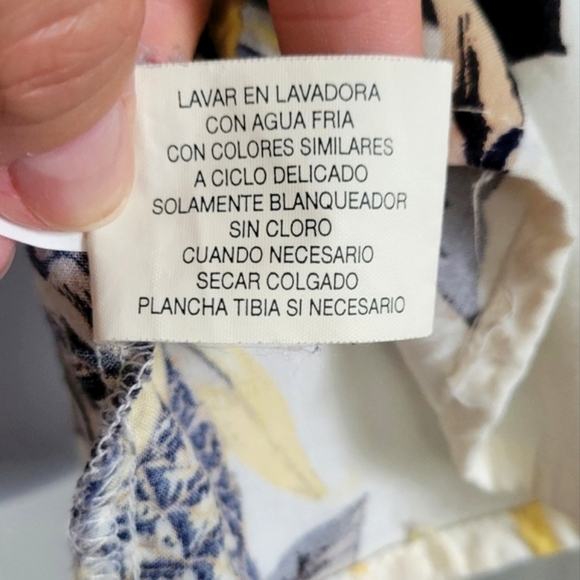 LAVAR EN LAVADORA
CON AGUA FRIA
CON COLORES SIMILARES
A CICLO DELICADO
SOLAMENTE BLANQUEADOR
SIN CLORO
CUANDO NECESARIO
SECAR COLGADO
PLANCHA TIBIA SI NECESARIO